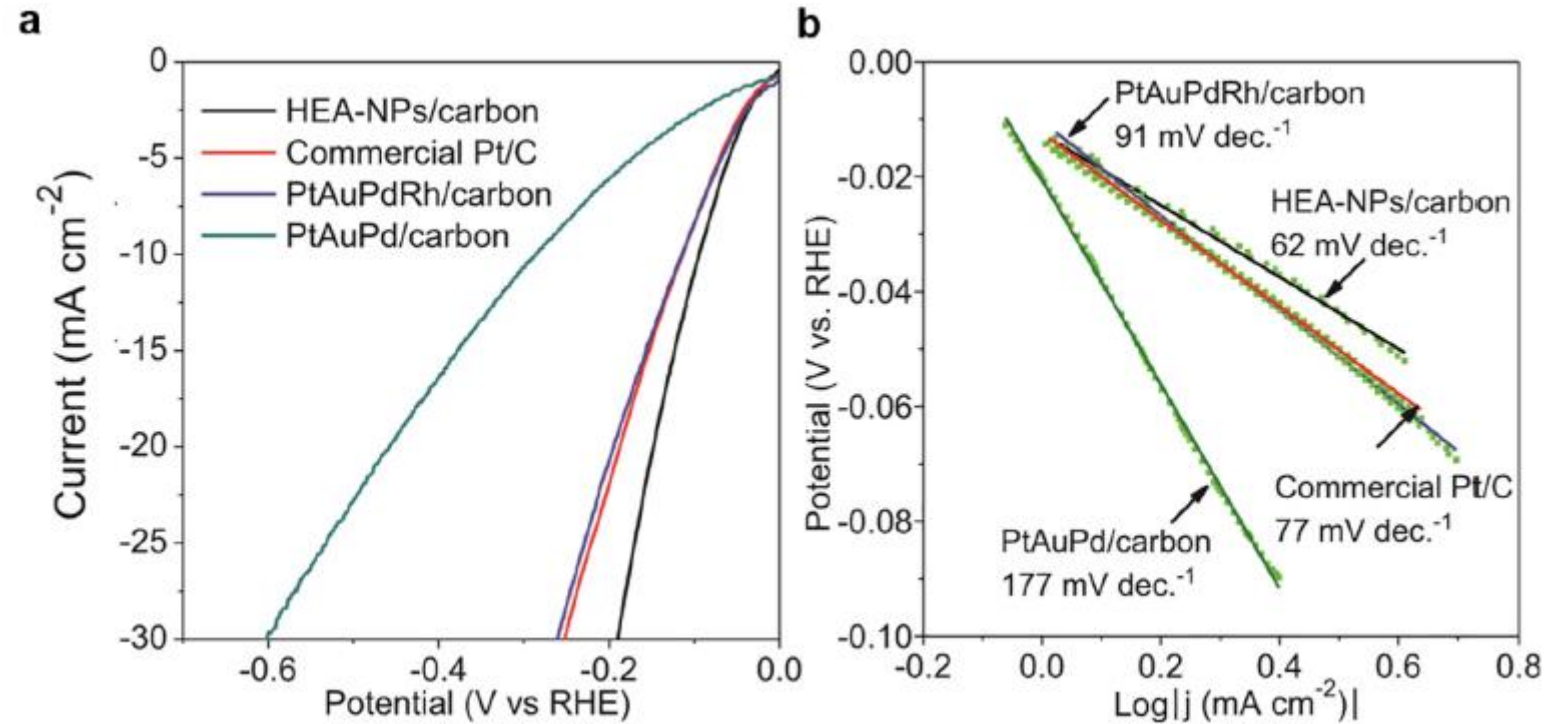 a
0
-5
-10
-15
-20
-25
-30
Current (mA cm⁻²)
HEA-NPs/carbon
Commercial Pt/C
PtAuPdRh/carbon
PtAuPd/carbon
-0.6
-0.4
-0.2
0.0
Potential (V vs RHE)
b
0.00
-0.02
-0.04
-0.06
-0.08
-0.10
Potential (V vs. RHE)
PtAuPdRh/carbon
91 mV dec.⁻¹
HEA-NPs/carbon
62 mV dec.⁻¹
Commercial Pt/C
77 mV dec.⁻¹
PtAuPd/carbon
177 mV dec.⁻¹
-0.2
0.0
0.2
0.4
0.6
0.8
Log|j (mA cm⁻²)|